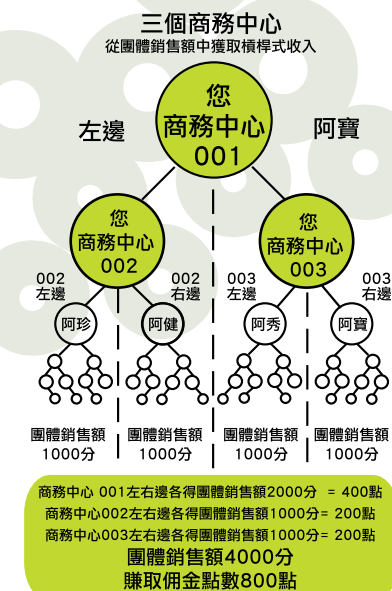 三個商務中心
從團體銷售額中獲取槓桿式收入
您
商務中心
001
左邊
阿寶
您
商務中心
002
您
商務中心
003
002
左邊
002
右邊
003
左邊
003
右邊
阿珍
阿健
阿秀
阿寶
團體銷售額
1000分
團體銷售額
1000分
團體銷售額
1000分
團體銷售額
1000分
商務中心 001左右邊各得團體銷售額2000分 = 400點
商務中心002左右邊各得團體銷售額1000分= 200點
商務中心003左右邊各得團體銷售額1000分= 200點
團體銷售額4000分
賺取佣金點數800點